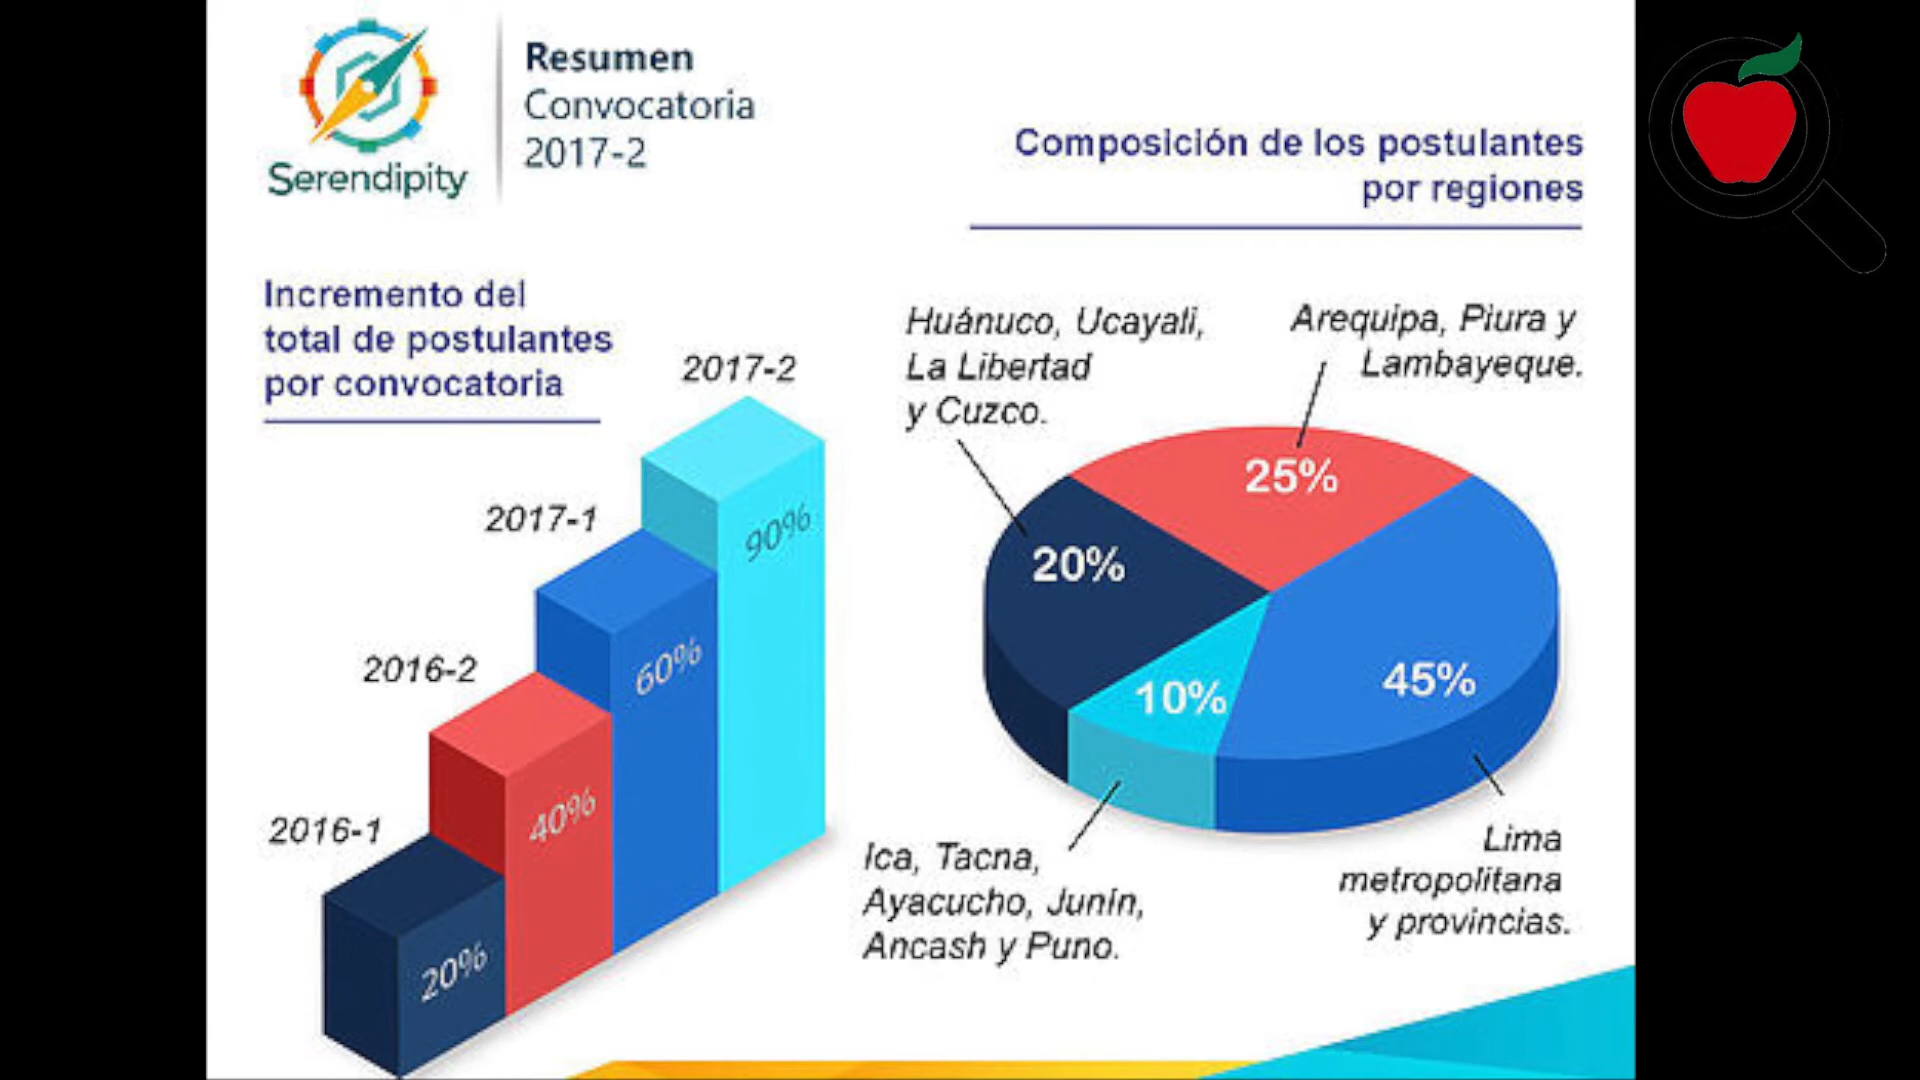 Serendipity
Resumen
Convocatoria
2017-2
Incremento del
total de postulantes
por convocatoria
2016-1
20%
2016-2
40%
2017-1
60%
2017-2
90%
Composición de los postulantes
por regiones
Huánuco, Ucayali,
La Libertad
y Cuzco.
20%
Arequipa, Piura y
Lambayeque.
25%
10%
45%
Ica, Tacna,
Ayacucho, Junín,
Ancash y Puno.
Lima
metropolitana
y provincias.